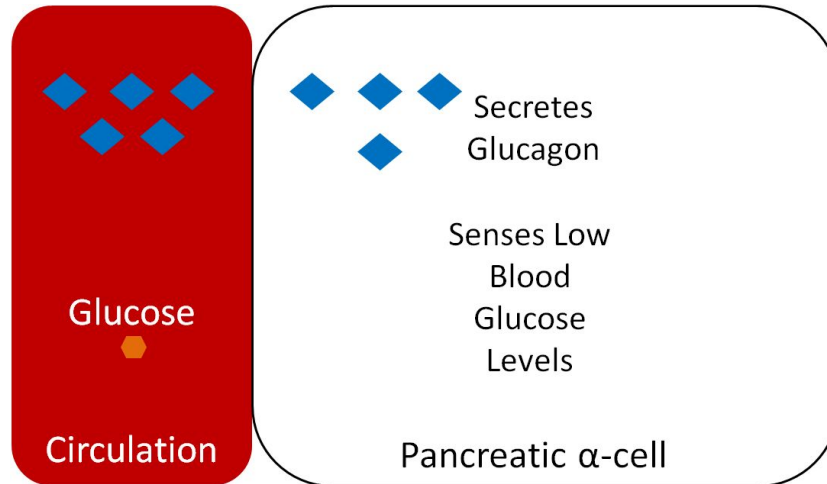 Secretes
Glucagon
Senses Low
Blood
Glucose
Levels
Glucose
Circulation
Pancreatic α-cell